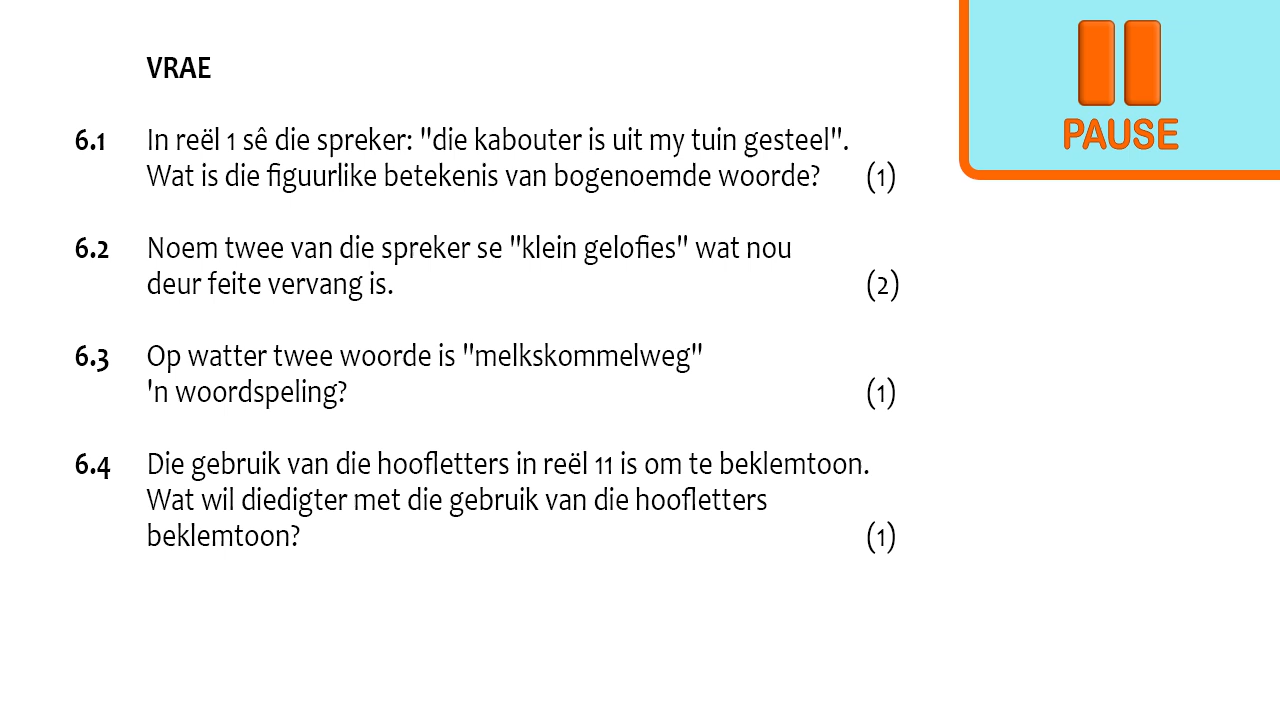 VRAE
PAUSE
6.1 In reël 1 sê die spreker: "die kabouter is uit my tuin gesteel".
Wat is die figuurlike betekenis van bogenoemde woorde? (1)
6.2 Noem twee van die spreker se "klein gelofies" wat nou
deur feite vervang is. (2)
6.3 Op watter twee woorde is "melkskommelweg"
'n woordspeling? (1)
6.4 Die gebruik van die hoofletters in reël 11 is om te beklemtoon.
Wat wil diedigter met die gebruik van die hoofletters
beklemtoon? (1)